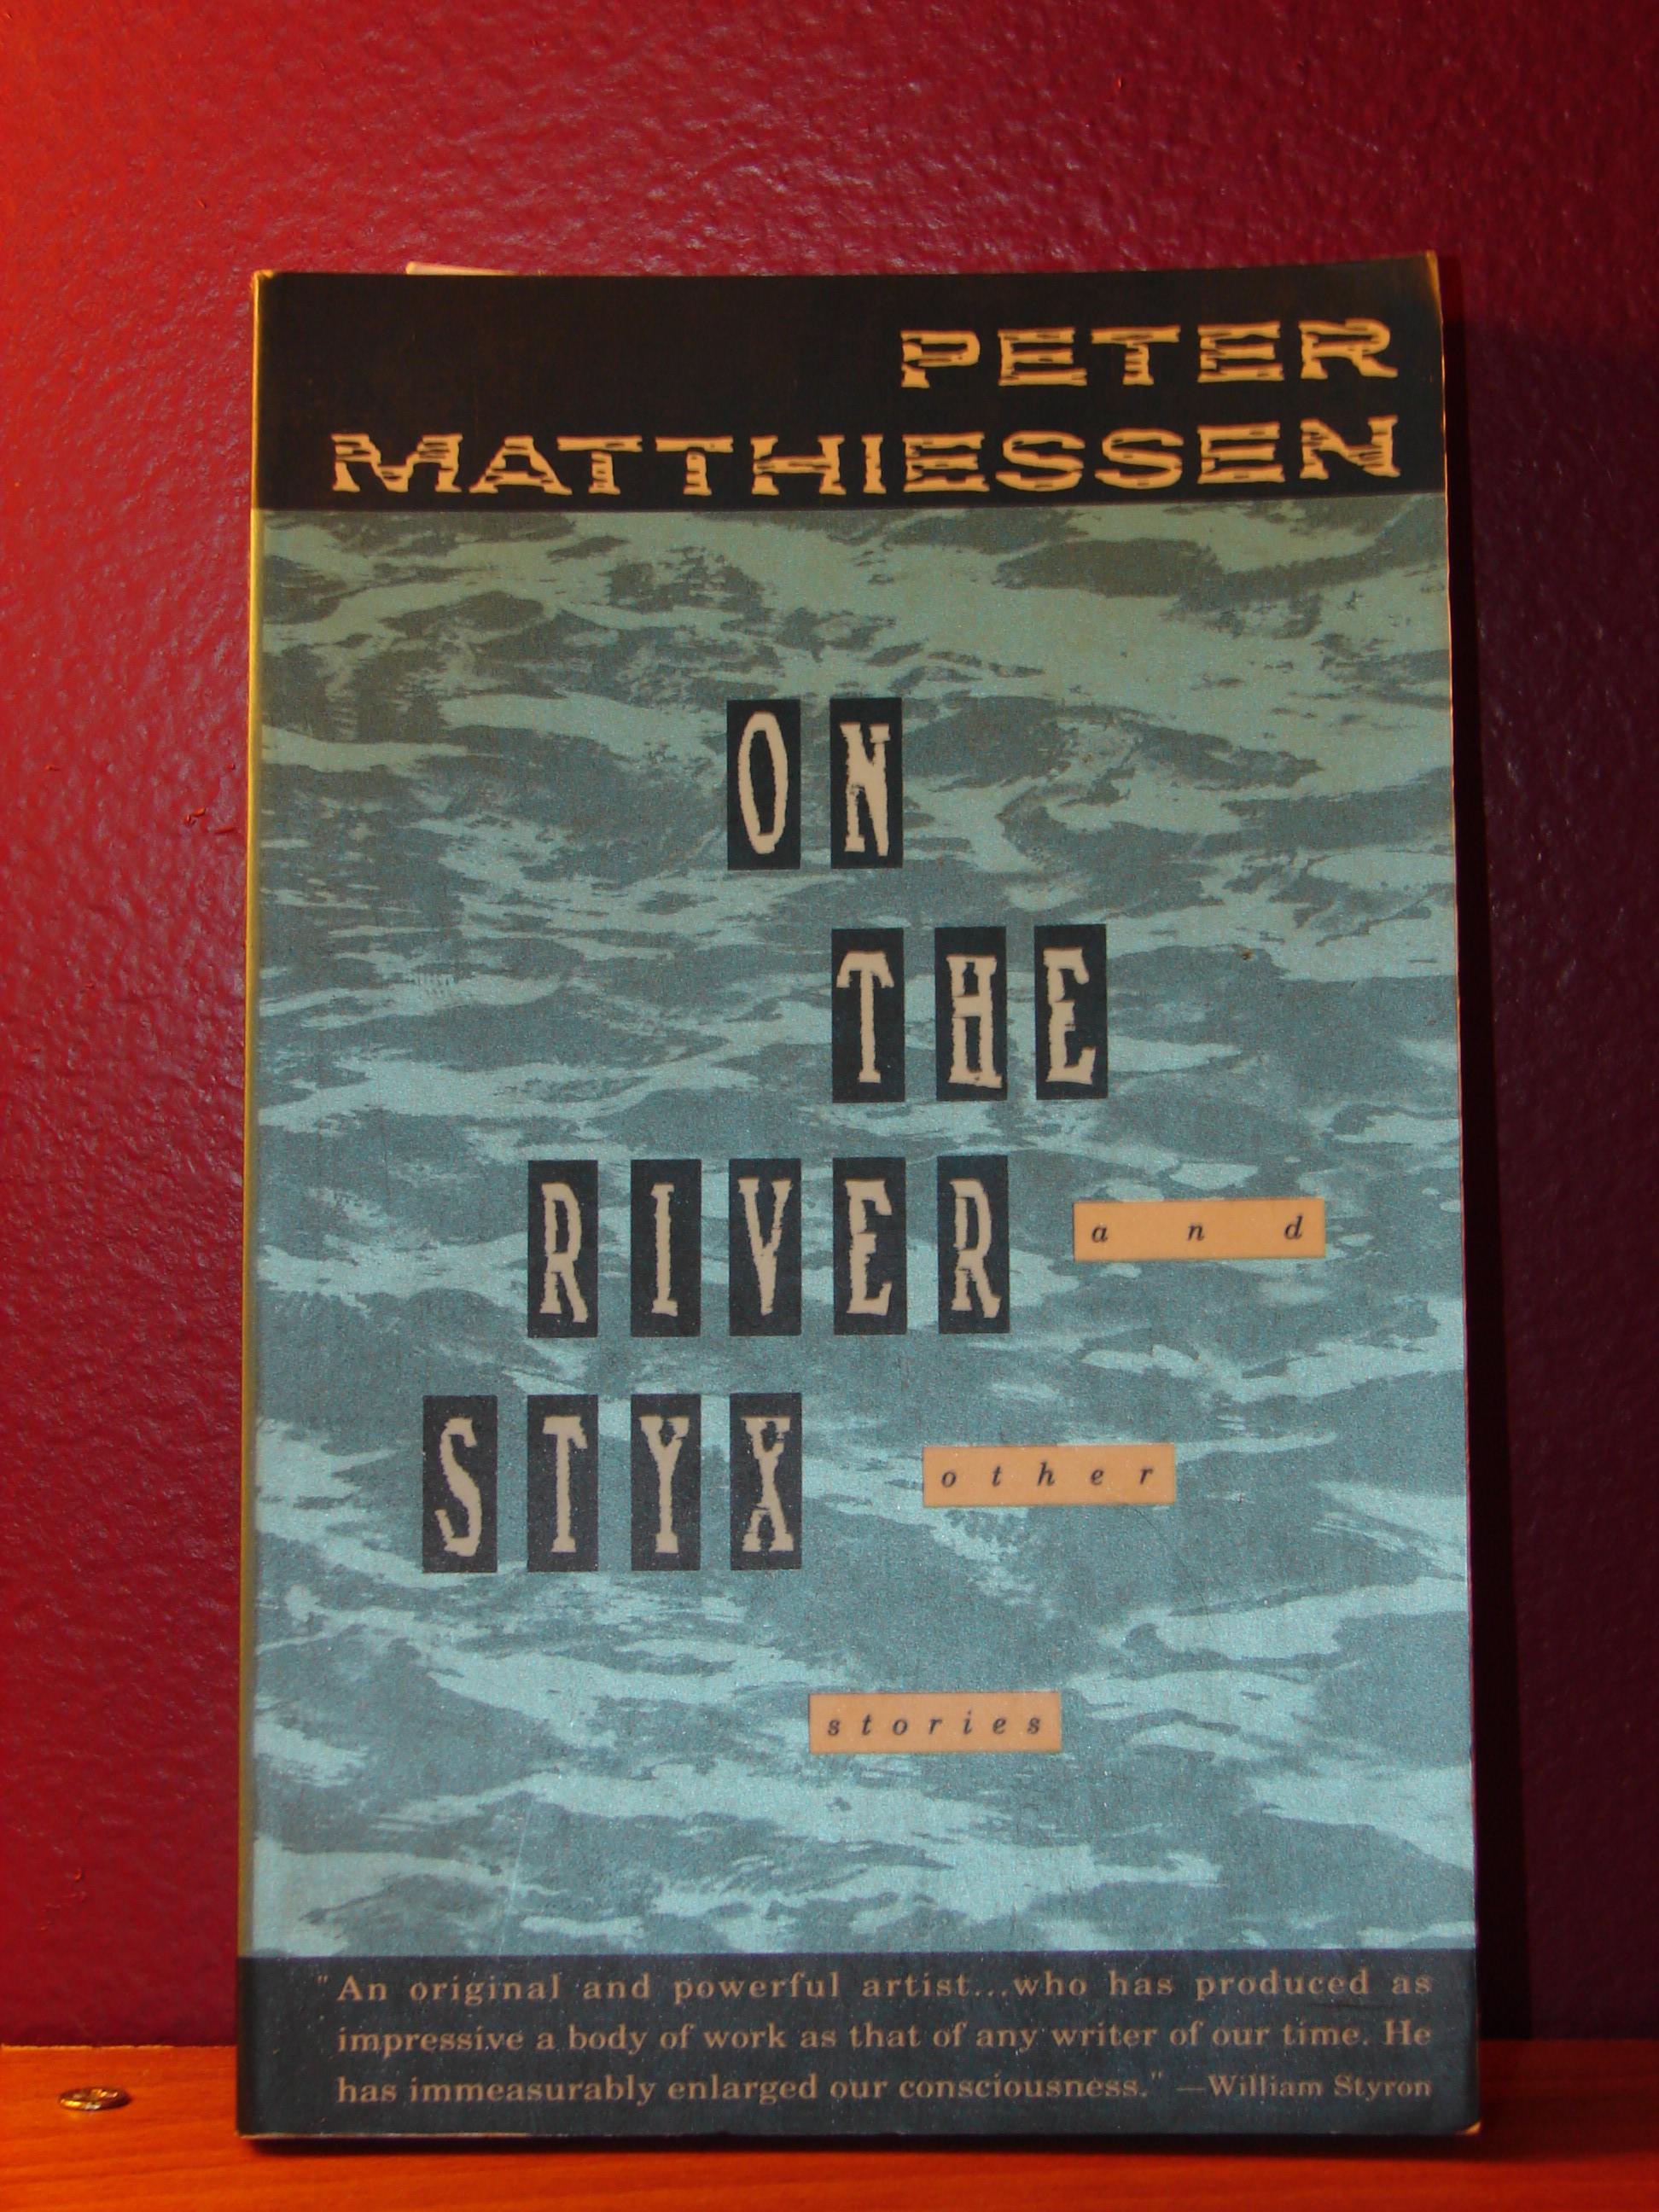 PETER
MATTHIESSEN
ON
THE
RIVER and
STYX other
stories
"An original and powerful artist...who has produced as
impressive a body of work as that of any writer of our time. He
has immeasurably enlarged our consciousness." —William Styron